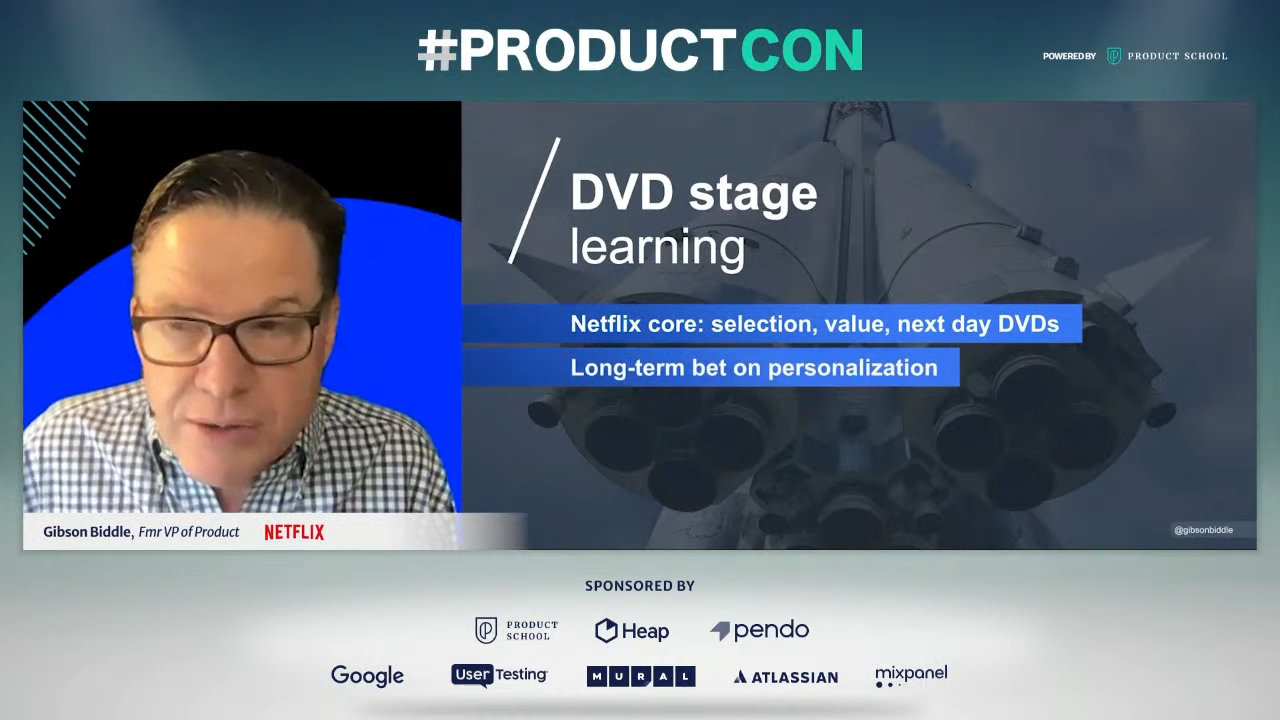 #PRODUCTCON
POWERED BY PRODUCT SCHOOL
DVD stage
learning
Netflix core: selection, value, next day DVDs
Long-term bet on personalization
@gibsonbiddle
Gibson Biddle, Fmr VP of Product NETFLIX
SPONSORED BY
PRODUCT SCHOOL Heap pendo
Google UserTesting MURAL ATLASSIAN mixpanel